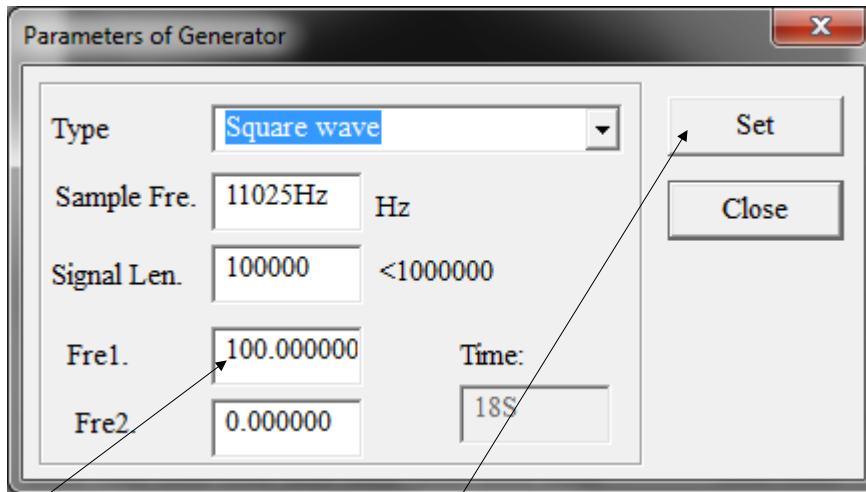 Parameters of Generator
Type Square wave Set
Sample Fre. 11025Hz Hz Close
Signal Len. 100000 <1000000
Fre1. 100.000000 Time:
Fre2. 0.000000 18S